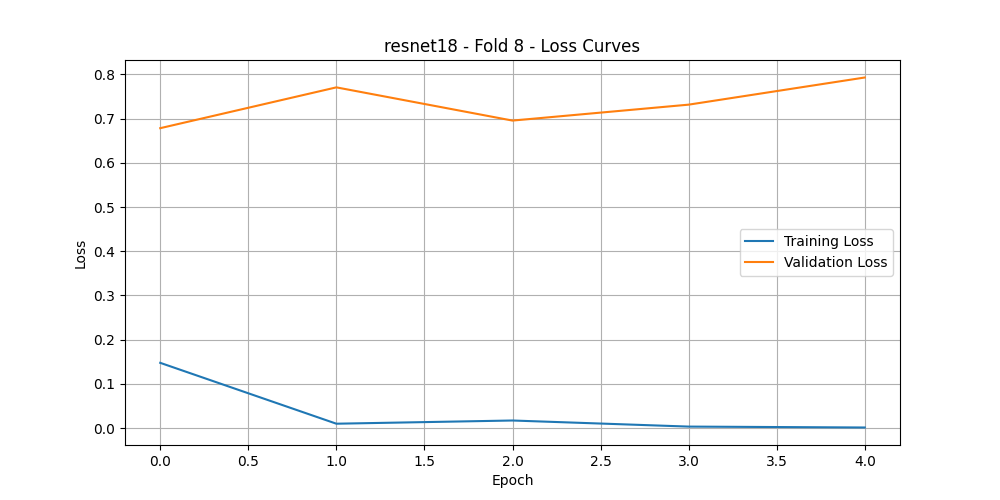 resnet18 - Fold 8 - Loss Curves
0.8
0.7
0.6
0.5
0.4
0.3
0.2
0.1
0.0
Loss
Training Loss
Validation Loss
0.0 0.5 1.0 1.5 2.0 2.5 3.0 3.5 4.0
Epoch